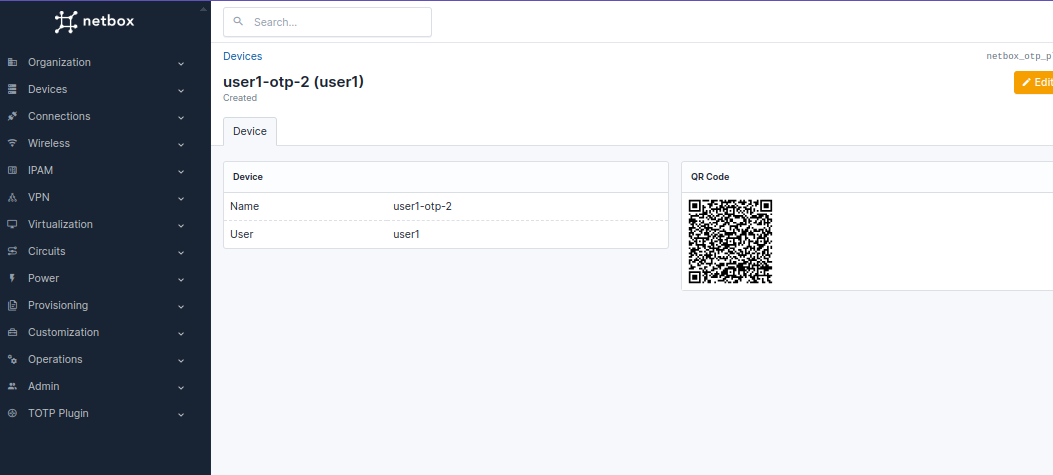 netbox
Organization
Devices
Connections
Wireless
IPAM
VPN
Virtualization
Circuits
Power
Provisioning
Customization
Operations
Admin
TOTP Plugin
Search...
Devices
netbox_otp_pl
user1-otp-2 (user1)
Created
Edit
Device
Device
Name user1-otp-2
User user1
QR Code